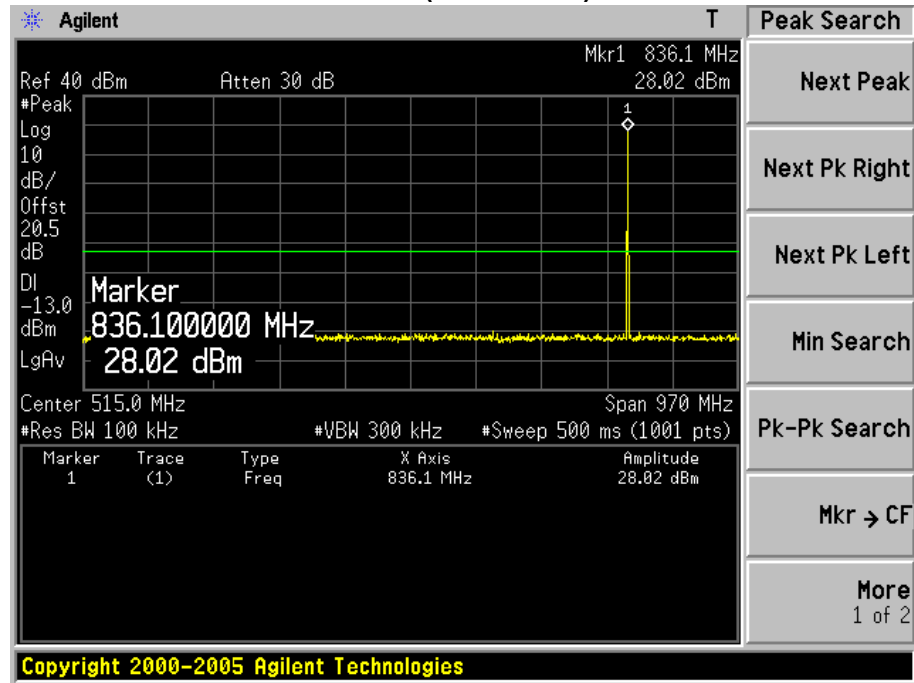 Agilent T Peak Search
Mkr1 836.1 MHz
Ref 40 dBm Atten 30 dB 28.02 dBm
#Peak
Log
10
dB/
Offst
20.5
dB
DI
-13.0
dBm
LgAv
1
Marker
836.100000 MHz
28.02 dBm
Center 515.0 MHz Span 970 MHz
#Res BW 100 kHz #VBW 300 kHz #Sweep 500 ms (1001 pts)
Marker Trace Type X Axis Amplitude
1 (1) Freq 836.1 MHz 28.02 dBm
Next Peak
Next Pk Right
Next Pk Left
Min Search
Pk-Pk Search
Mkr → CF
More
1 of 2
Copyright 2000-2005 Agilent Technologies